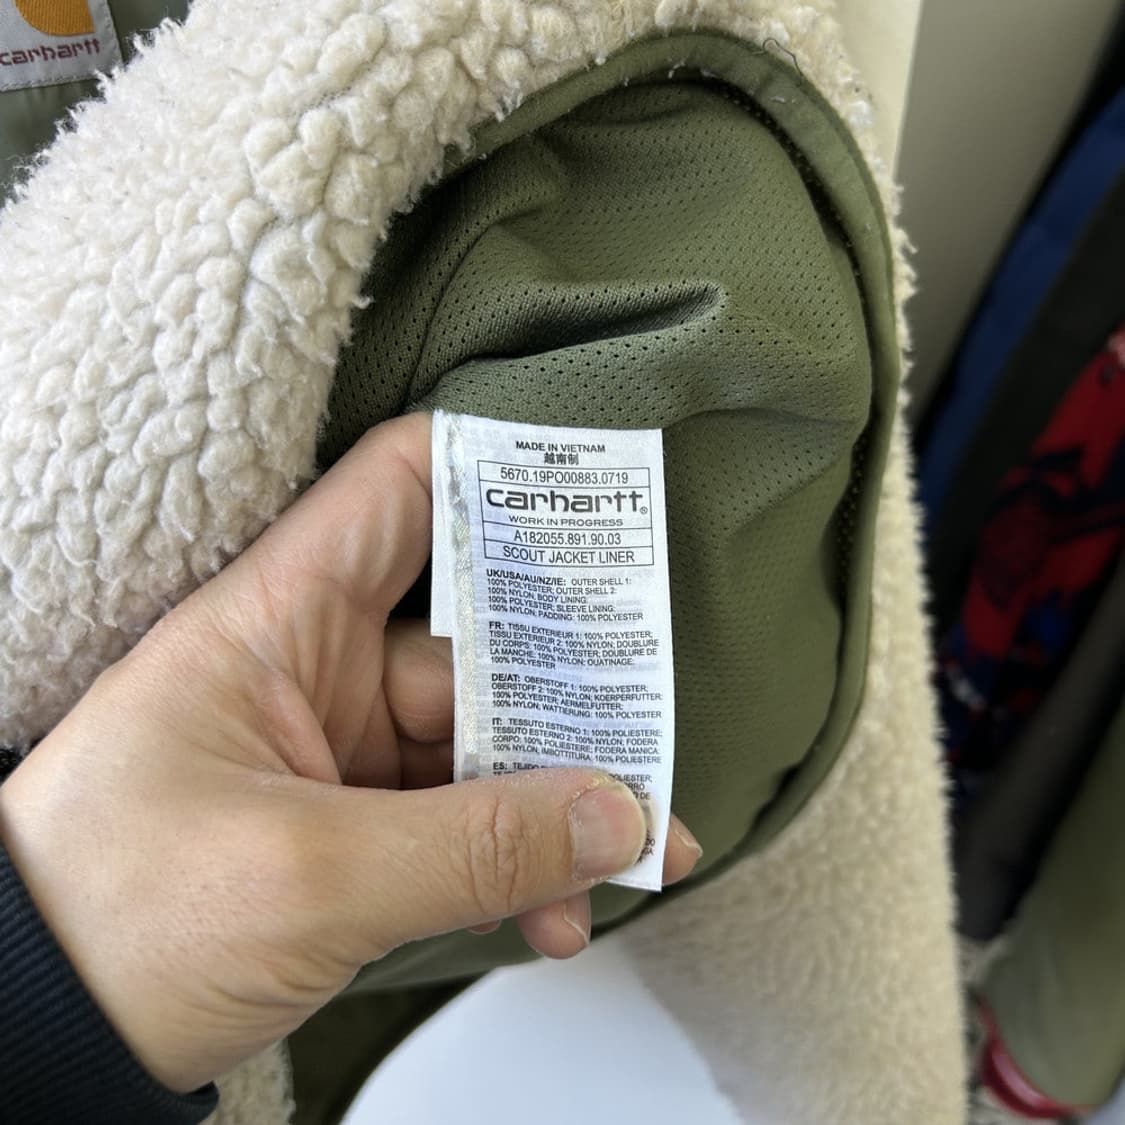 carhartt
MADE IN VIETNAM
越南制
5670.19PO00883.0719
carhartt®
WORK IN PROGRESS
A182055.891.90.03
SCOUT JACKET LINER
UK/USA/AU/NZ/IE: OUTER SHELL 1:
100% POLYESTER; OUTER SHELL 2:
100% NYLON; BODY LINING:
100% POLYESTER; SLEEVE LINING:
100% NYLON; PADDING: 100% POLYESTER
FR: TISSU EXTERIEUR 1: 100% POLYESTER;
TISSU EXTERIEUR 2: 100% NYLON; DOUBLURE
DU CORPS: 100% POLYESTER; DOUBLURE DE
LA MANCHE: 100% NYLON; OUATINAGE:
100% POLYESTER
DE/AT: OBERSTOFF 1: 100% POLYESTER;
OBERSTOFF 2: 100% NYLON; KOERPERFUTTER:
100% POLYESTER; AERMELFUTTER:
100% NYLON; WATTIERUNG: 100% POLYESTER
IT: TESSUTO ESTERNO 1: 100% POLIESTERE;
TESSUTO ESTERNO 2: 100% NYLON; FODERA
CORPO: 100% POLIESTERE; FODERA MANICA:
100% NYLON; IMBOTTITURA, 100% POLIESTERE
ES: